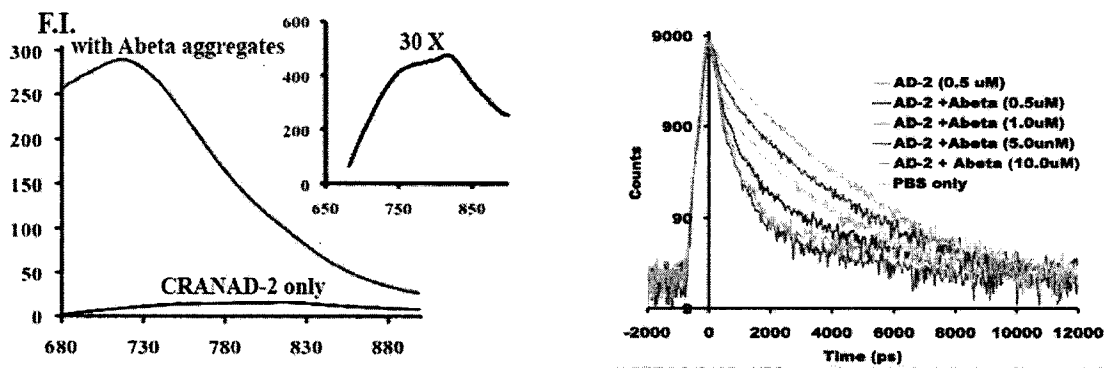 F.I.
with Abeta aggregates
300
250
200
150
100
50
0
CRANAD-2 only
680 730 780 830 880
600
400
200
0
30 X
650 750 850
9000
900
90
9
Counts
AD-2 (0.5 uM)
AD-2 +Abeta (0.5uM)
AD-2 +Abeta (1.0uM)
AD-2 +Abeta (5.0unM)
AD-2 + Abeta (10.0uM)
PBS only
-2000 0 2000 4000 6000 8000 10000 12000
Time (ps)